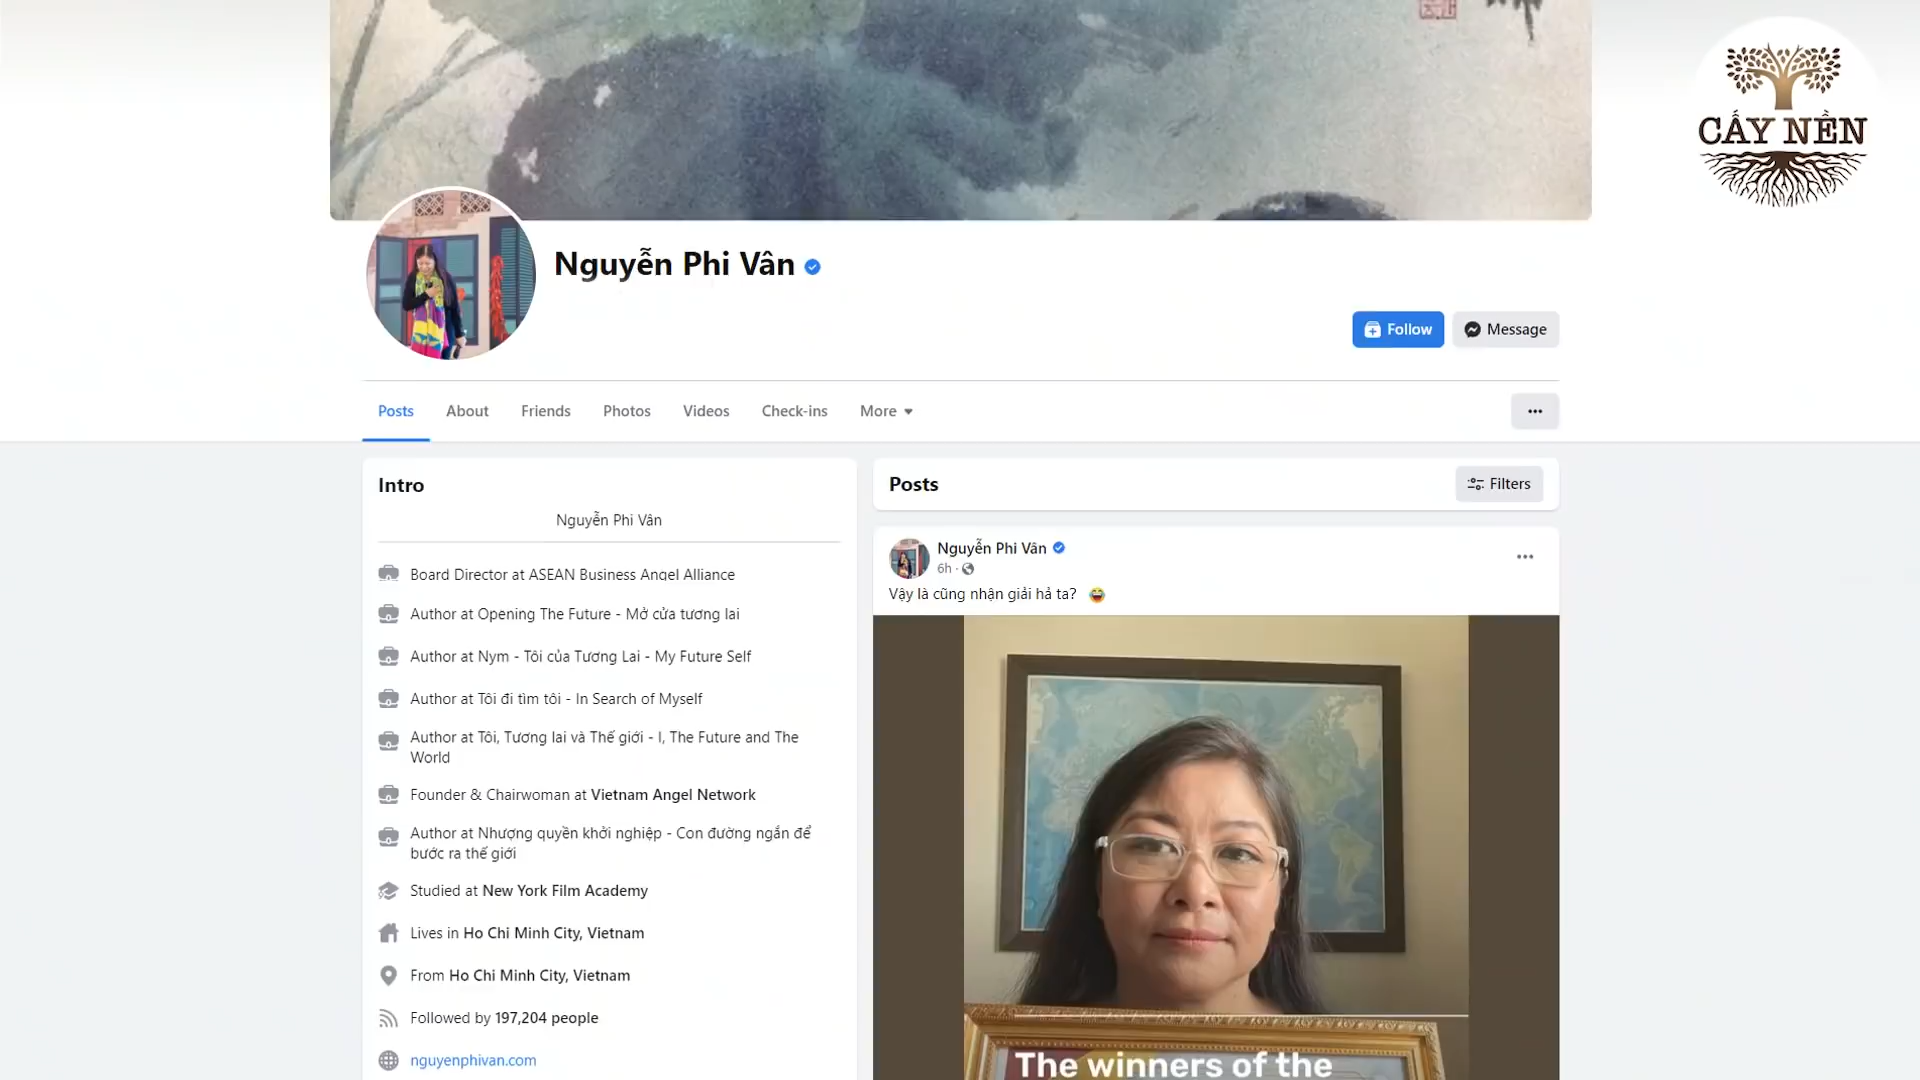 CẤY NỀN
Nguyễn Phi Vân
Follow
Message
Posts
About
Friends
Photos
Videos
Check-ins
More
Intro
Nguyễn Phi Vân
Board Director at ASEAN Business Angel Alliance
Author at Opening The Future - Mở cửa tương lai
Author at Nym - Tôi của Tương Lai - My Future Self
Author at Tôi đi tìm tôi - In Search of Myself
Author at Tôi, Tương lai và Thế giới - I, The Future and The
World
Founder & Chairwoman at Vietnam Angel Network
Author at Nhượng quyền khởi nghiệp - Con đường ngắn để
bước ra thế giới
Studied at New York Film Academy
Lives in Ho Chi Minh City, Vietnam
From Ho Chi Minh City, Vietnam
Followed by 197,204 people
nguyenphivan.com
Posts
Filters
Nguyễn Phi Vân
6h
Vậy là cũng nhận giải hả ta? 😂
The winners of the